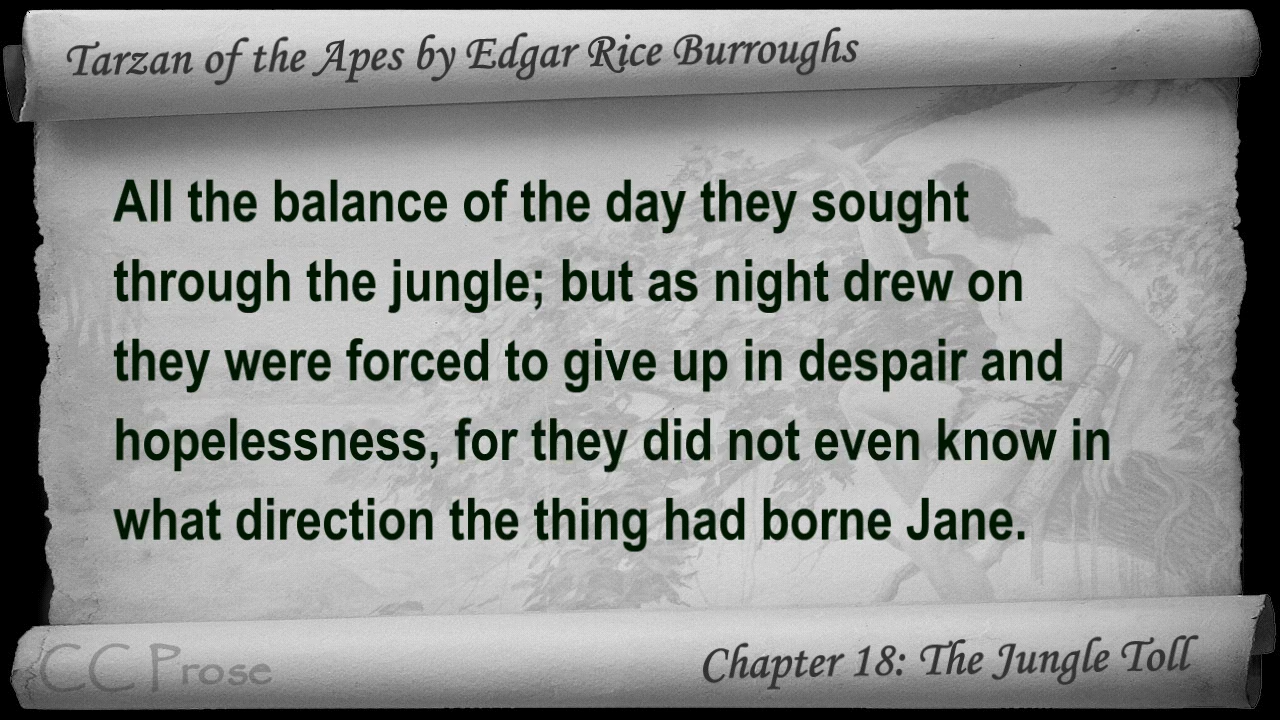 Tarzan of the Apes by Edgar Rice Burroughs
All the balance of the day they sought
through the jungle; but as night drew on
they were forced to give up in despair and
hopelessness, for they did not even know in
what direction the thing had borne Jane.
CC Prose
Chapter 18: The Jungle Toll